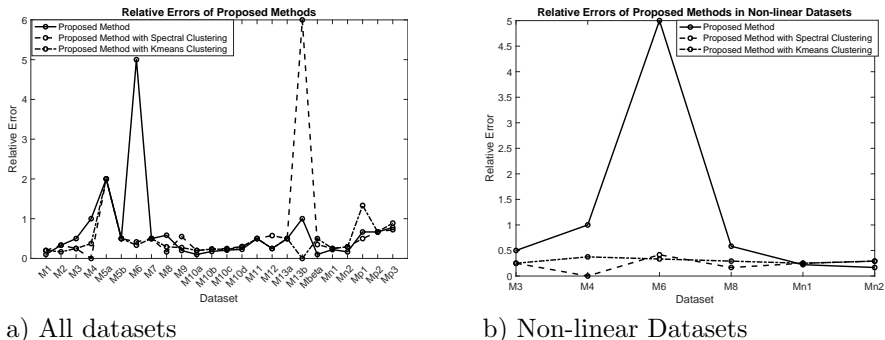 Relative Errors of Proposed Methods
Proposed Method
Proposed Method with Spectral Clustering
Proposed Method with Kmeans Clustering
6
5
4
3
2
1
0
Relative Error
M1
M2
M3
M4
M5a
M5b
M6
M7
M8
M9
M10a
M10b
M10c
M10d
M11
M12
M13a
M13b
Mbeta
Mn1
Mn2
Mp1
Mp2
Mp3
Dataset
a) All datasets
Relative Errors of Proposed Methods in Non-linear Datasets
Proposed Method
Proposed Method with Spectral Clustering
Proposed Method with Kmeans Clustering
5
4.5
4
3.5
3
2.5
2
1.5
1
0.5
0
Relative Error
M3
M4
M6
M8
Mn1
Mn2
Dataset
b) Non-linear Datasets